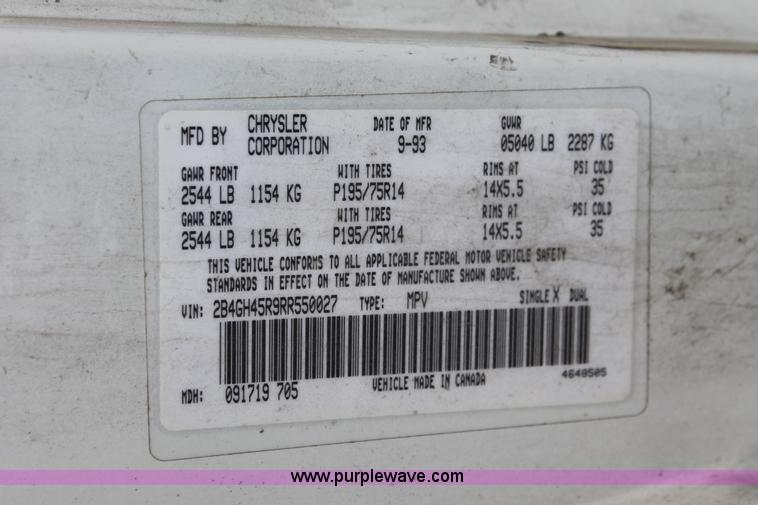 MFD BY CHRYSLER CORPORATION DATE OF MFR 9-93 GVWR 05040 LB 2287 KG
GAWR FRONT WITH TIRES RIMS AT PSI COLD
2544 LB 1154 KG P195/75R14 14X5.5 35
GAWR REAR WITH TIRES RIMS AT PSI COLD
2544 LB 1154 KG P195/75R14 14X5.5 35
THIS VEHICLE CONFORMS TO ALL APPLICABLE FEDERAL MOTOR VEHICLE SAFETY
STANDARDS IN EFFECT ON THE DATE OF MANUFACTURE SHOWN ABOVE.
VIN: 2B4GH45R9RR550027 TYPE: MPV SINGLE X DUAL
MDH: 091719 705 VEHICLE MADE IN CANADA 4648505
www.purplewave.com